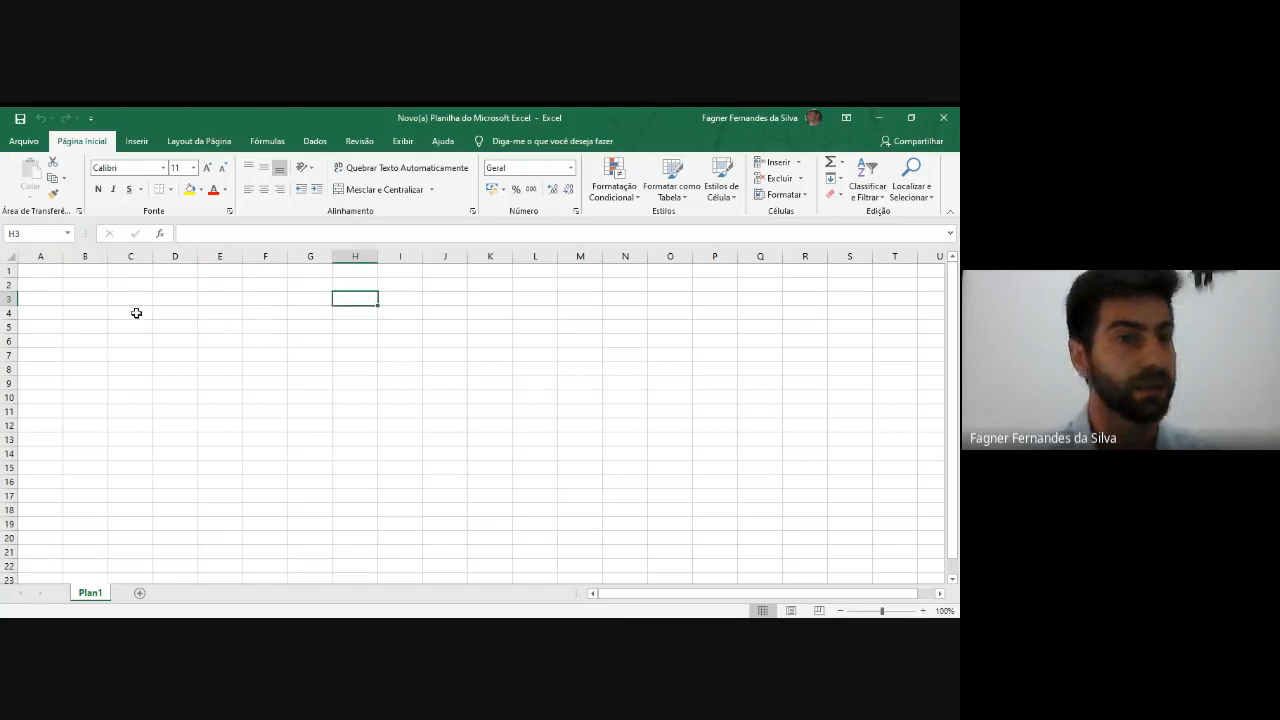 Novo(a) Planilha do Microsoft Excel - Excel
Fagner Fernandes da Silva
Arquivo Página Inicial Inserir Layout da Página Fórmulas Dados Revisão Exibir Ajuda Diga-me o que você deseja fazer Compartilhar
Colar
Calibri 11
N I S
Quebrar Texto Automaticamente
Mesclar e Centralizar
Geral
% 000
Formatação Condicional
Formatar como Tabela
Estilos de Célula
Inserir
Excluir
Formatar
Classificar e Filtrar
Localizar e Selecionar
Área de Transferê... Fonte Alinhamento Número Estilos Células Edição
H3 fx
A B C D E F G H I J K L M N O P Q R S T U
1
2
3
4
5
6
7
8
9
10
11
12
13
14
15
16
17
18
19
20
21
22
23
Plan1
100%
Fagner Fernandes da Silva